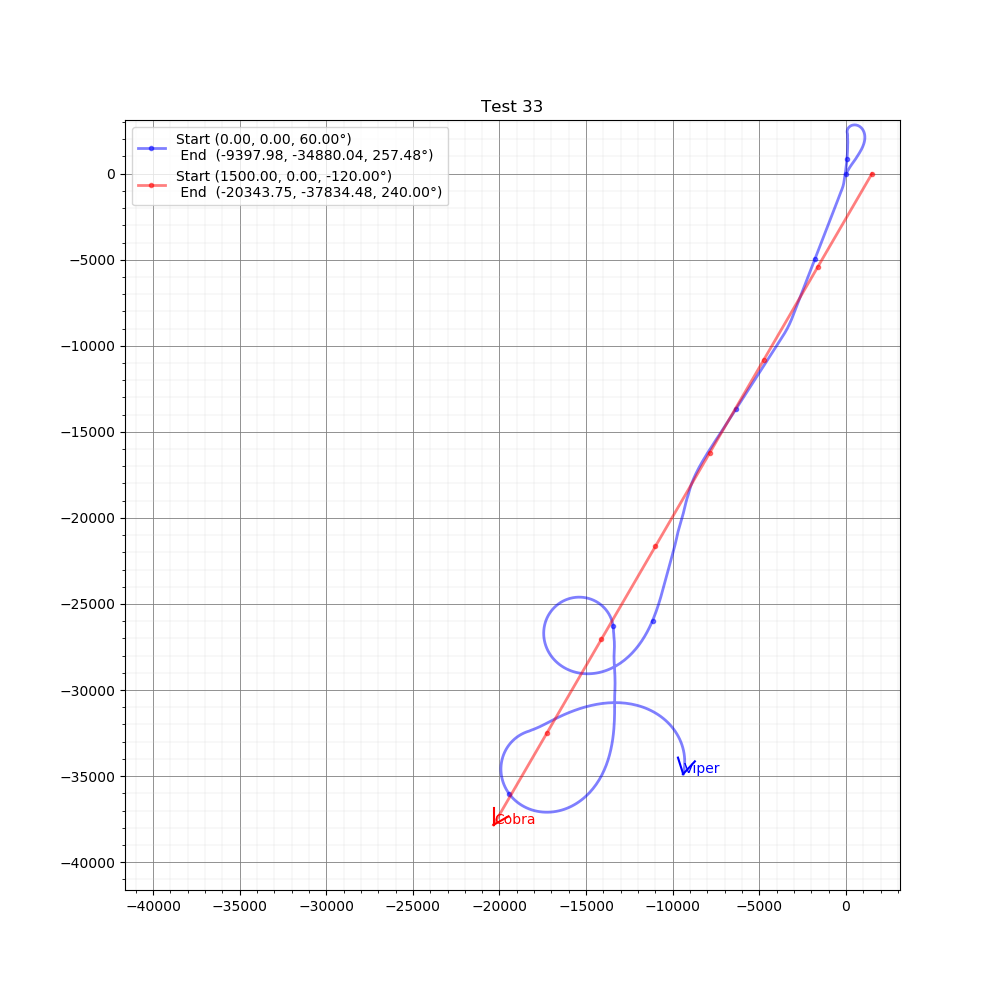 Test 33
Start (0.00, 0.00, 60.00°)
End (-9397.98, -34880.04, 257.48°)
Start (1500.00, 0.00, -120.00°)
End (-20343.75, -37834.48, 240.00°)
0
−5000
−10000
−15000
−20000
−25000
−30000
−35000
−40000
Viper
Cobra
−40000 −35000 −30000 −25000 −20000 −15000 −10000 −5000 0